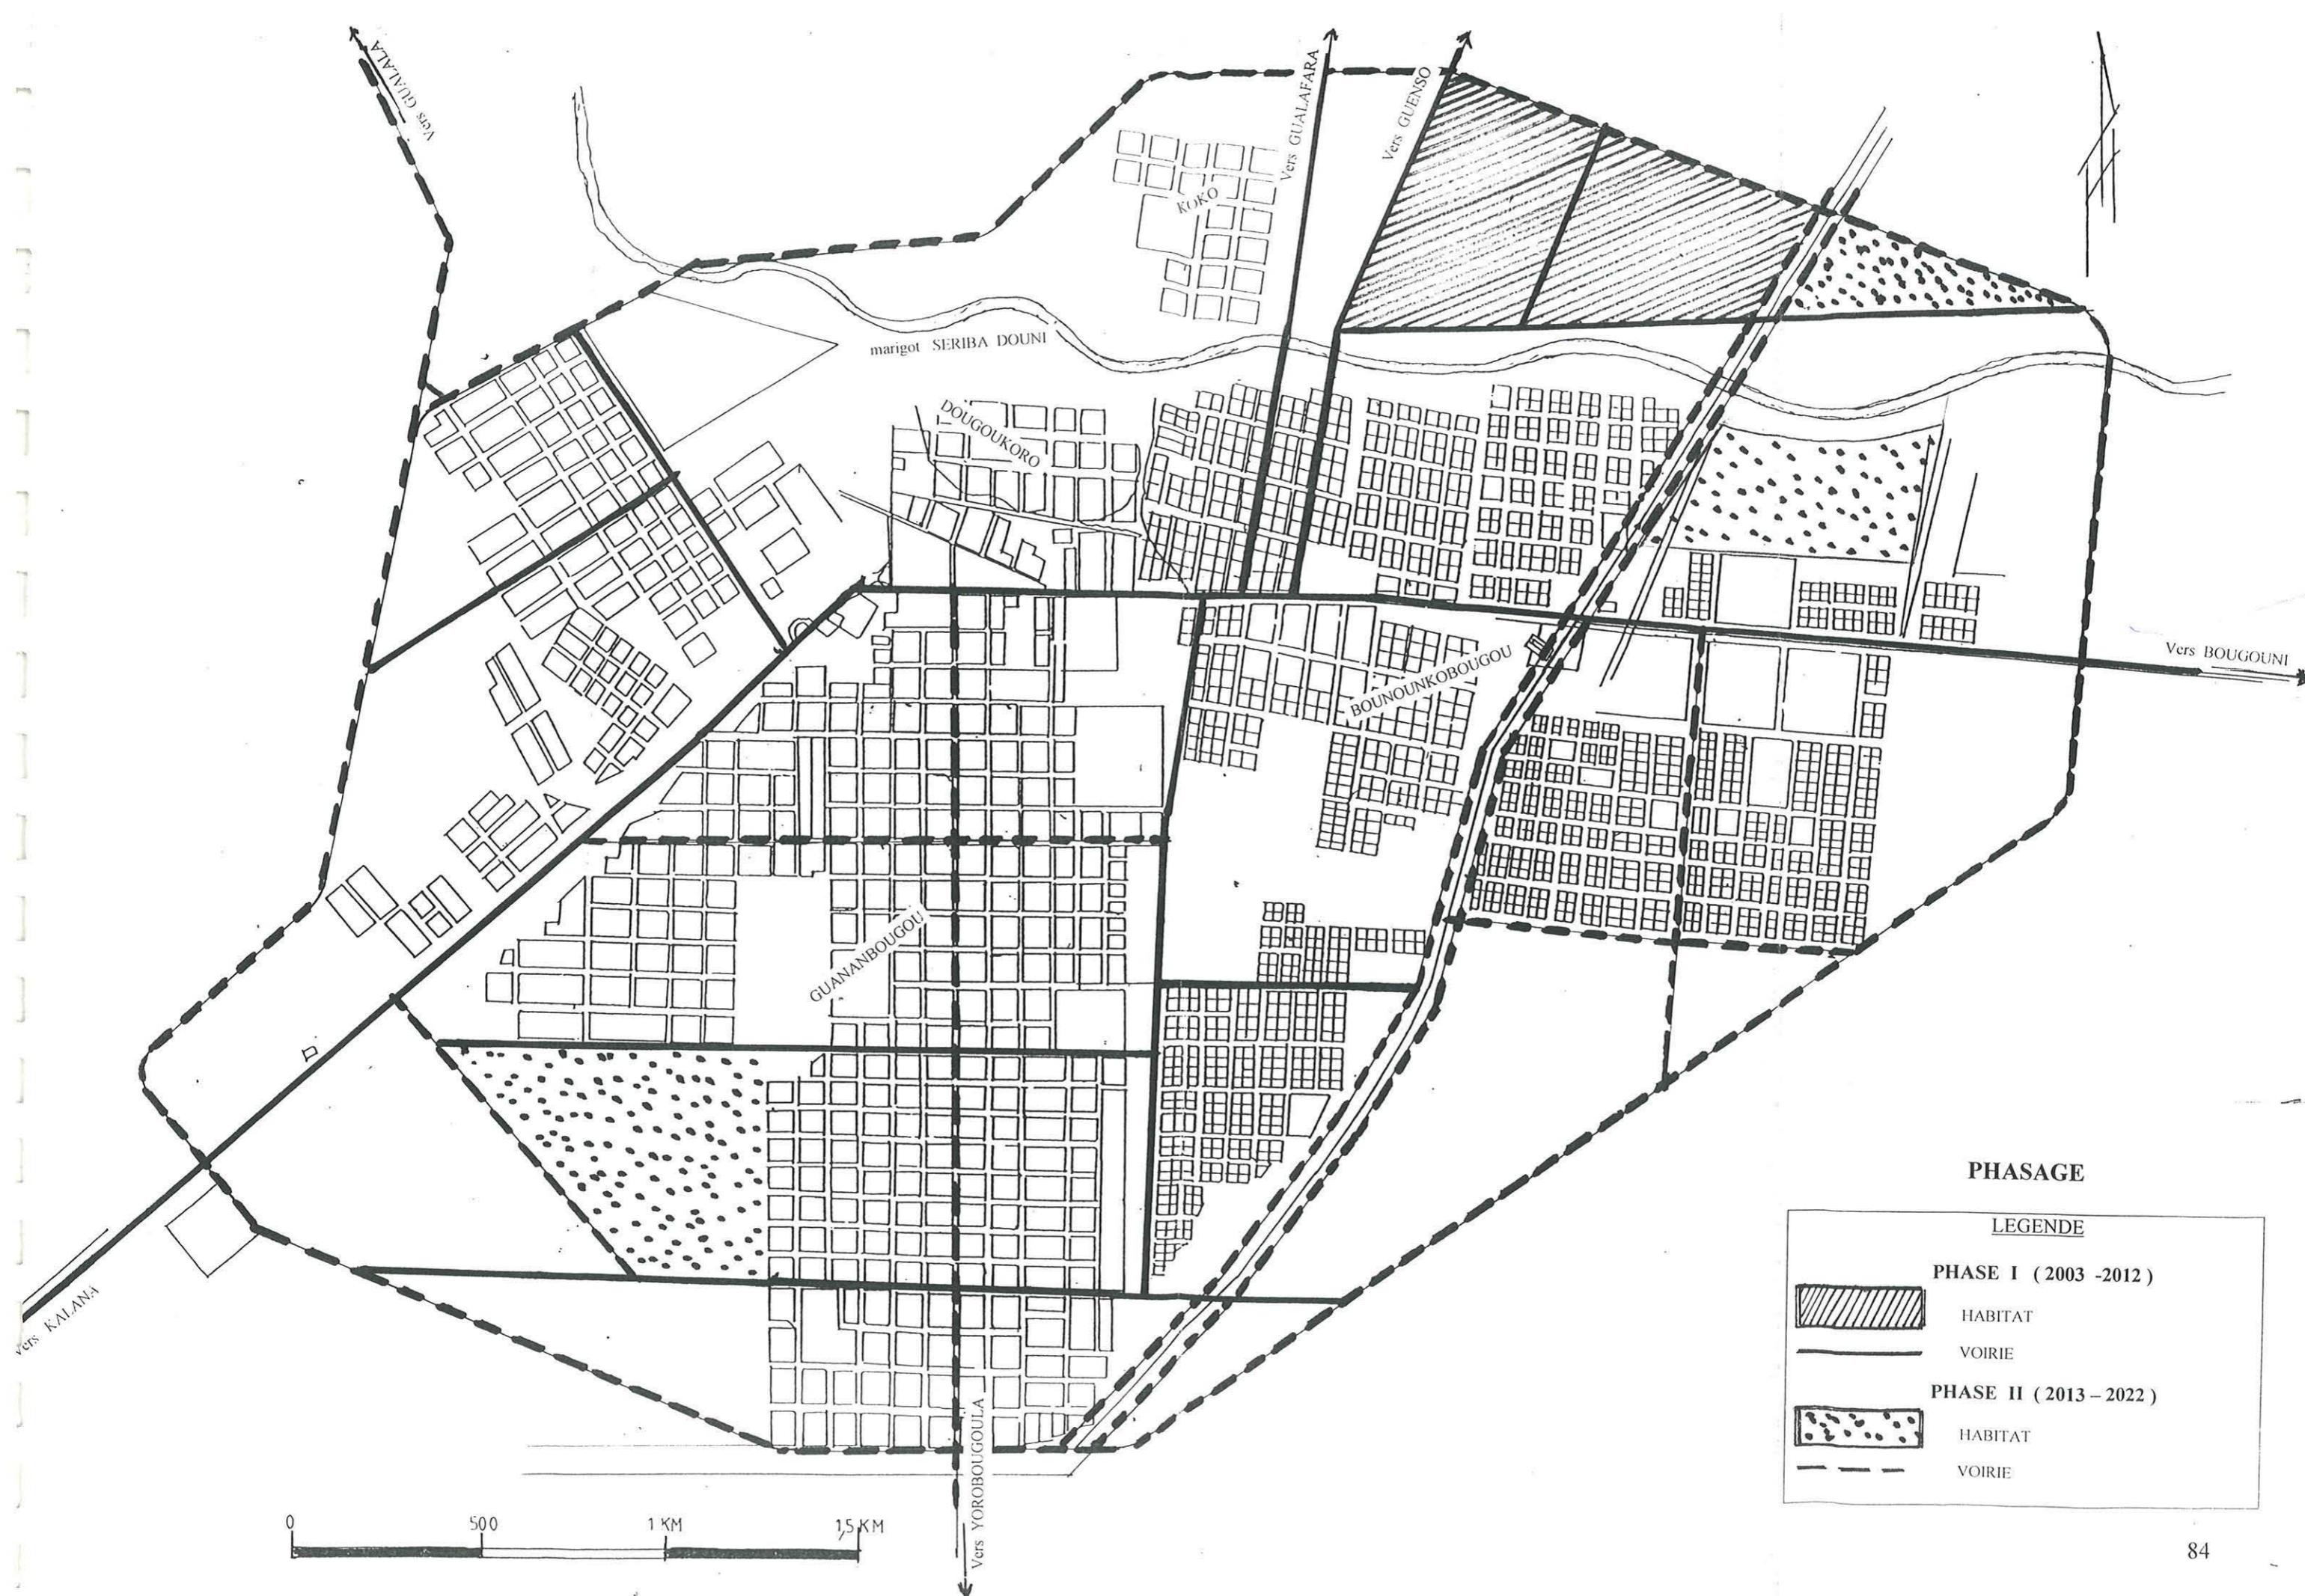 Vers GUALALA
Vers GUALAFARA
Vers GUENSO
KOKO
marigot SERIBA DOUNI
DOUGOUKORO
Vers BOUGOUNI
BOUNOUNKOBOUGOU
GUANANBOUGOU
Vers KALANA
Vers YOROBOUGOULA
PHASAGE
LEGENDE
PHASE I ( 2003 -2012 )
HABITAT
VOIRIE
PHASE II ( 2013 – 2022 )
HABITAT
VOIRIE
0 500 1 KM 1,5 KM
84